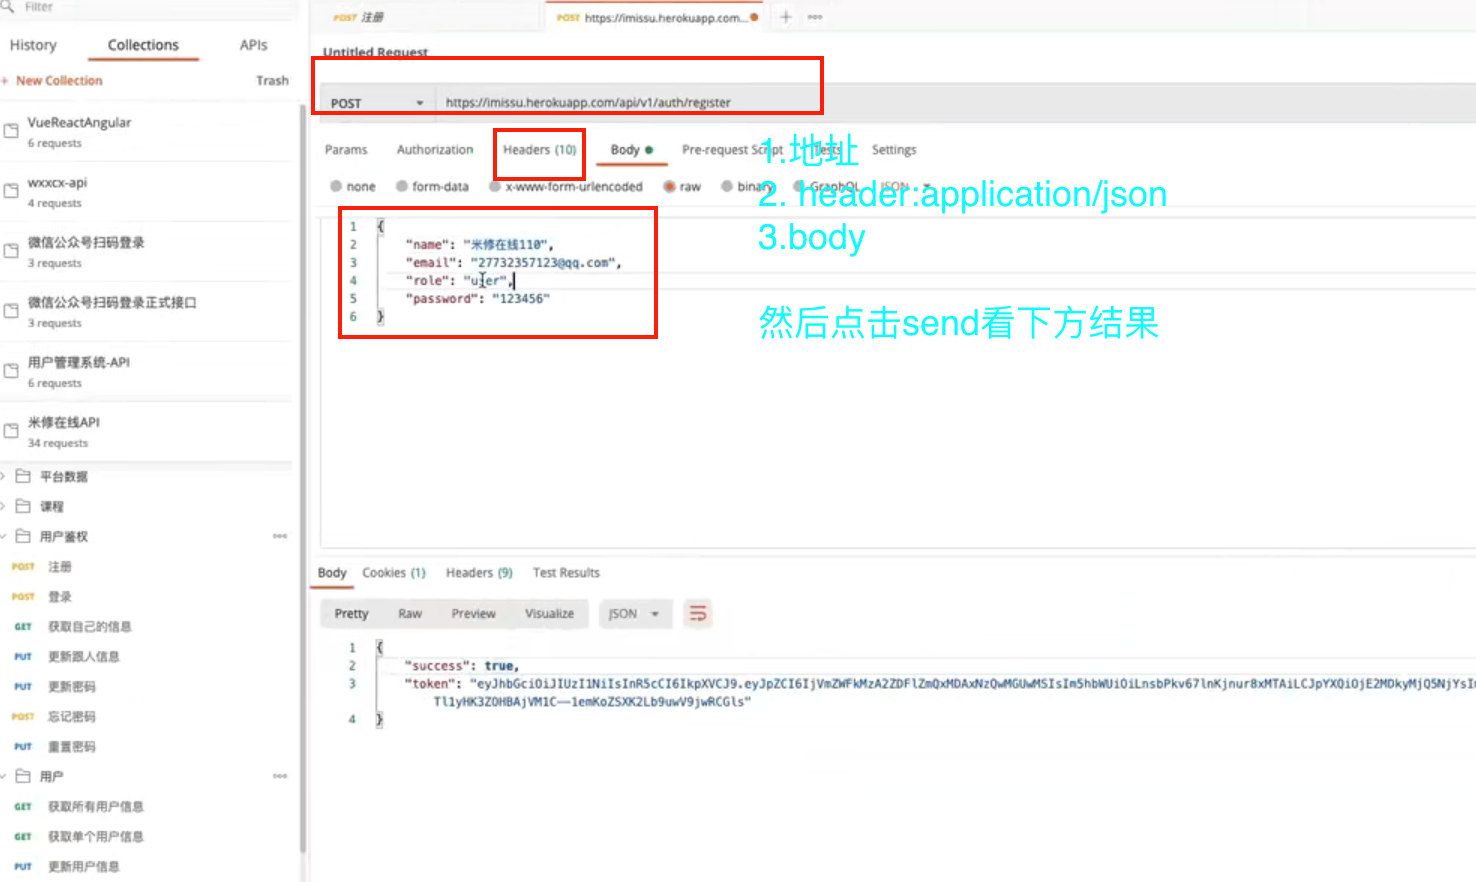 Filter
History Collections APIs
+ New Collection Trash
VueReactAngular
6 requests
wxxcx-api
4 requests
微信公众号扫码登录
3 requests
微信公众号扫码登录正式接口
3 requests
用户管理系统-API
6 requests
米修在线API
34 requests
平台数据
课程
用户鉴权
POST 注册
POST 登录
GET 获取自己的信息
PUT 更新跟人信息
PUT 更新密码
POST 忘记密码
PUT 重置密码
用户
GET 获取所有用户信息
GET 获取单个用户信息
PUT 更新用户信息
POST 注册
POST https://imissu.herokuapp.com...
Untitled Request
POST https://imissu.herokuapp.com/api/v1/auth/register
Params Authorization Headers (10) Body Pre-request Script Tests Settings
none form-data x-www-form-urlencoded raw binary GraphQL JSON
1 {
2 "name": "米修在线110",
3 "email": "27732357123@qq.com",
4 "role": "user",
5 "password": "123456"
6 }
1.地址
2. header:application/json
3.body
然后点击send看下方结果
Body Cookies (1) Headers (9) Test Results
Pretty Raw Preview Visualize JSON
1 {
2 "success": true,
3 "token":
4 }